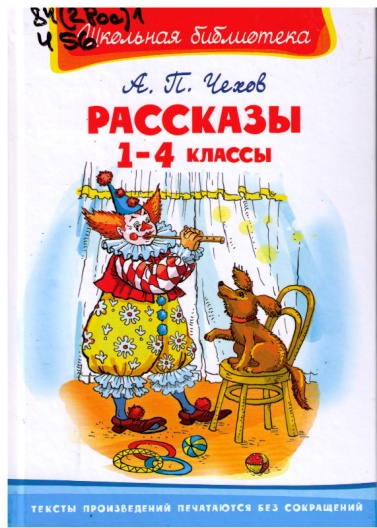 84(2Рос)1
Ч 56
Школьная библиотека
А. П. Чехов
РАССКАЗЫ
1–4 КЛАССЫ
ТЕКСТЫ ПРОИЗВЕДЕНИЙ ПЕЧАТАЮТСЯ БЕЗ СОКРАЩЕНИЙ